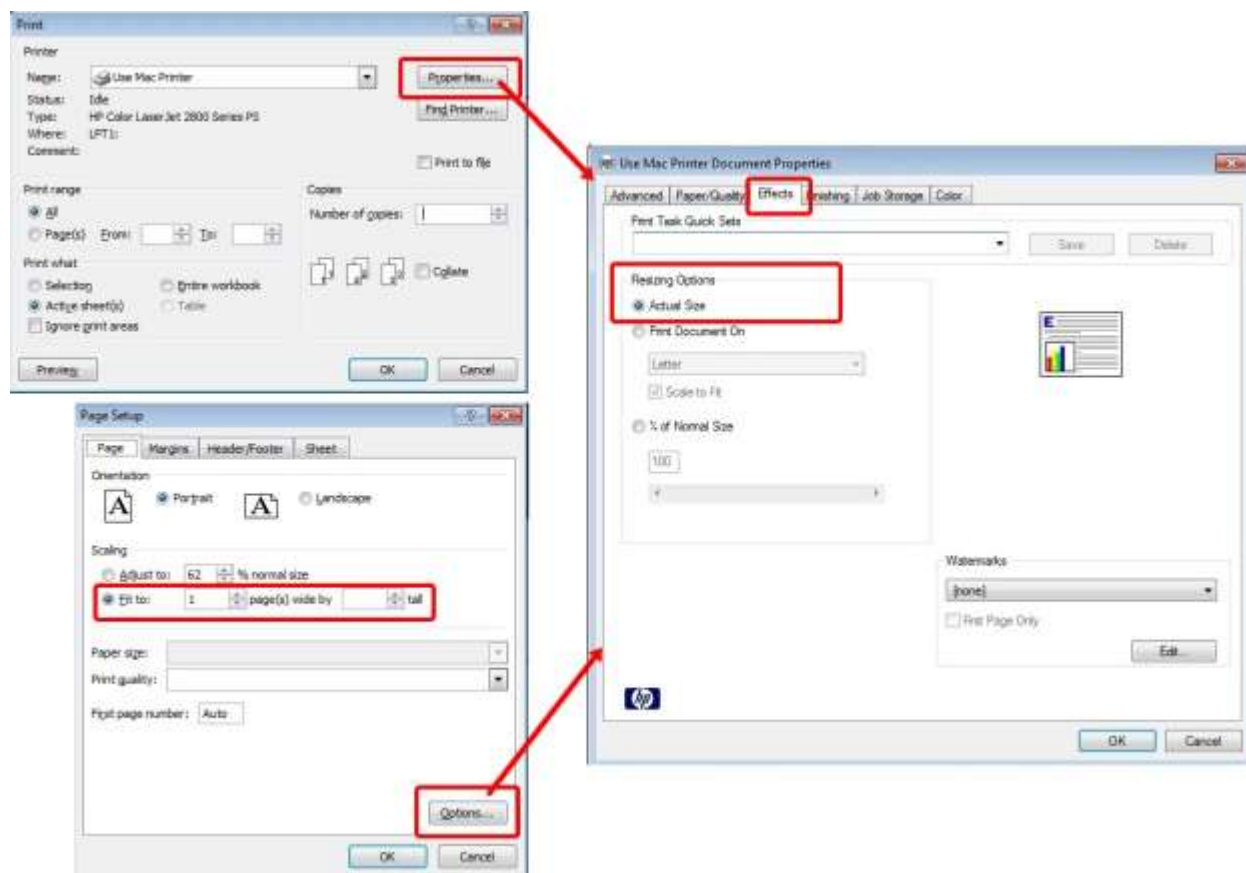 Print
Printer
Name: Use Mac Printer Properties...
Status: Idle
Type: HP Color LaserJet 2800 Series PS
Find Printer...
Where: LPT1:
Comment:
Print to file
Print range
All
Page(s) From: To:
Copies
Number of copies: 1
Print what
Selection Entire workbook
Active sheet(s) Table
Ignore print areas
Collate
Preview OK Cancel
Page Setup
Page Margins Header/Footer Sheet
Orientation
A Portrait A Landscape
Scaling
Adjust to: 62 % normal size
Fit to: 1 page(s) wide by tall
Paper size:
Print quality:
First page number: Auto
Options...
OK Cancel
Use Mac Printer Document Properties
Advanced Paper/Quality Effects Finishing Job Storage Color
Print Task Quick Sets
Save Delete
Resizing Options
Actual Size
Print Document On
Letter
Scale to Fit
% of Normal Size
100
E
Watermarks
[none]
First Page Only
Edit...
hp
OK Cancel